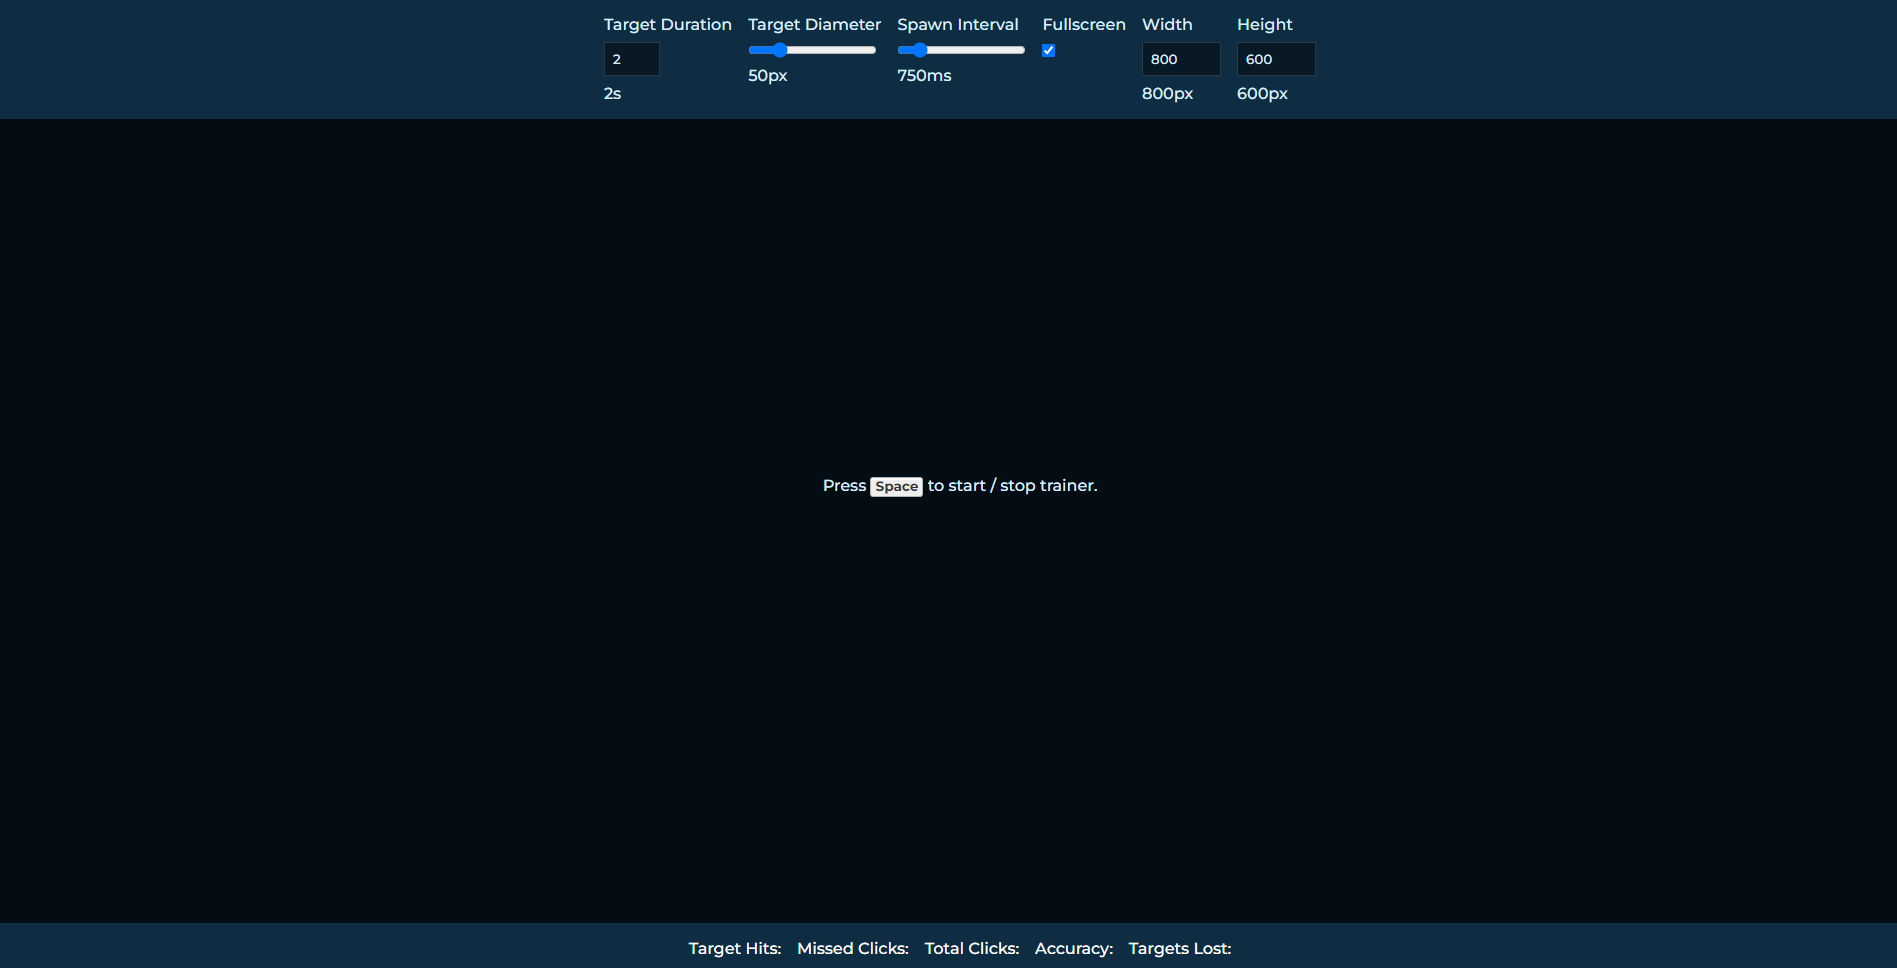 Target Duration Target Diameter Spawn Interval Fullscreen Width Height
2 800 600
50px 750ms
2s 800px 600px
Press Space to start / stop trainer.
Target Hits: Missed Clicks: Total Clicks: Accuracy: Targets Lost: